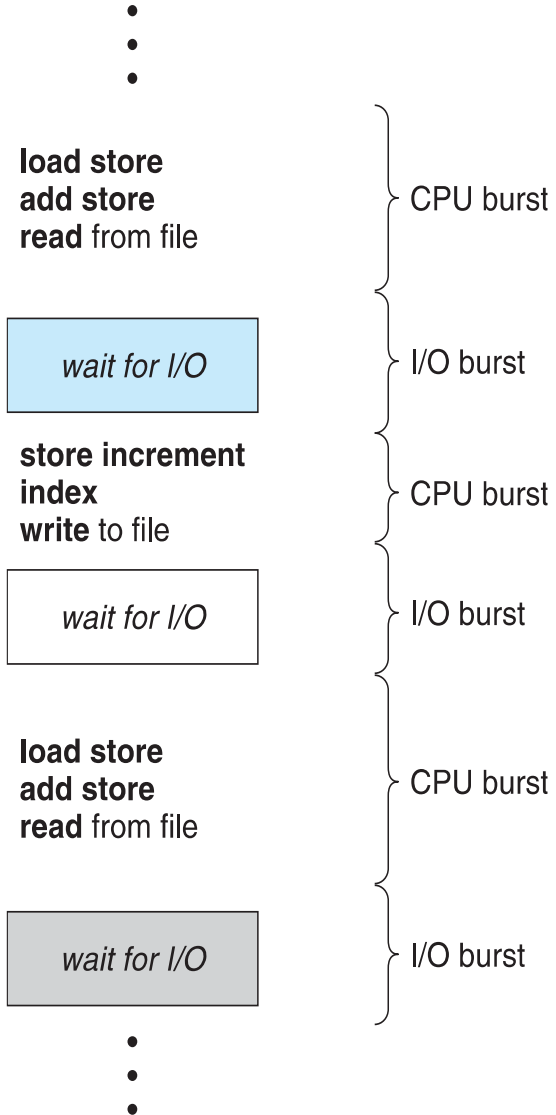 load store
add store
read from file
CPU burst
wait for I/O
I/O burst
store increment
index
write to file
CPU burst
wait for I/O
I/O burst
load store
add store
read from file
CPU burst
wait for I/O
I/O burst